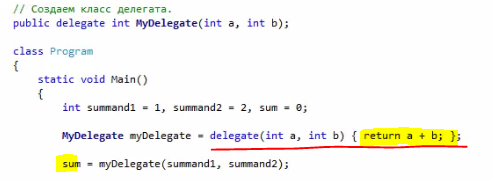 // Создаем класс делегата.
public delegate int MyDelegate(int a, int b);
class Program
{
static void Main()
{
int summand1 = 1, summand2 = 2, sum = 0;
MyDelegate myDelegate = delegate(int a, int b) { return a + b; };
sum = myDelegate(summand1, summand2);